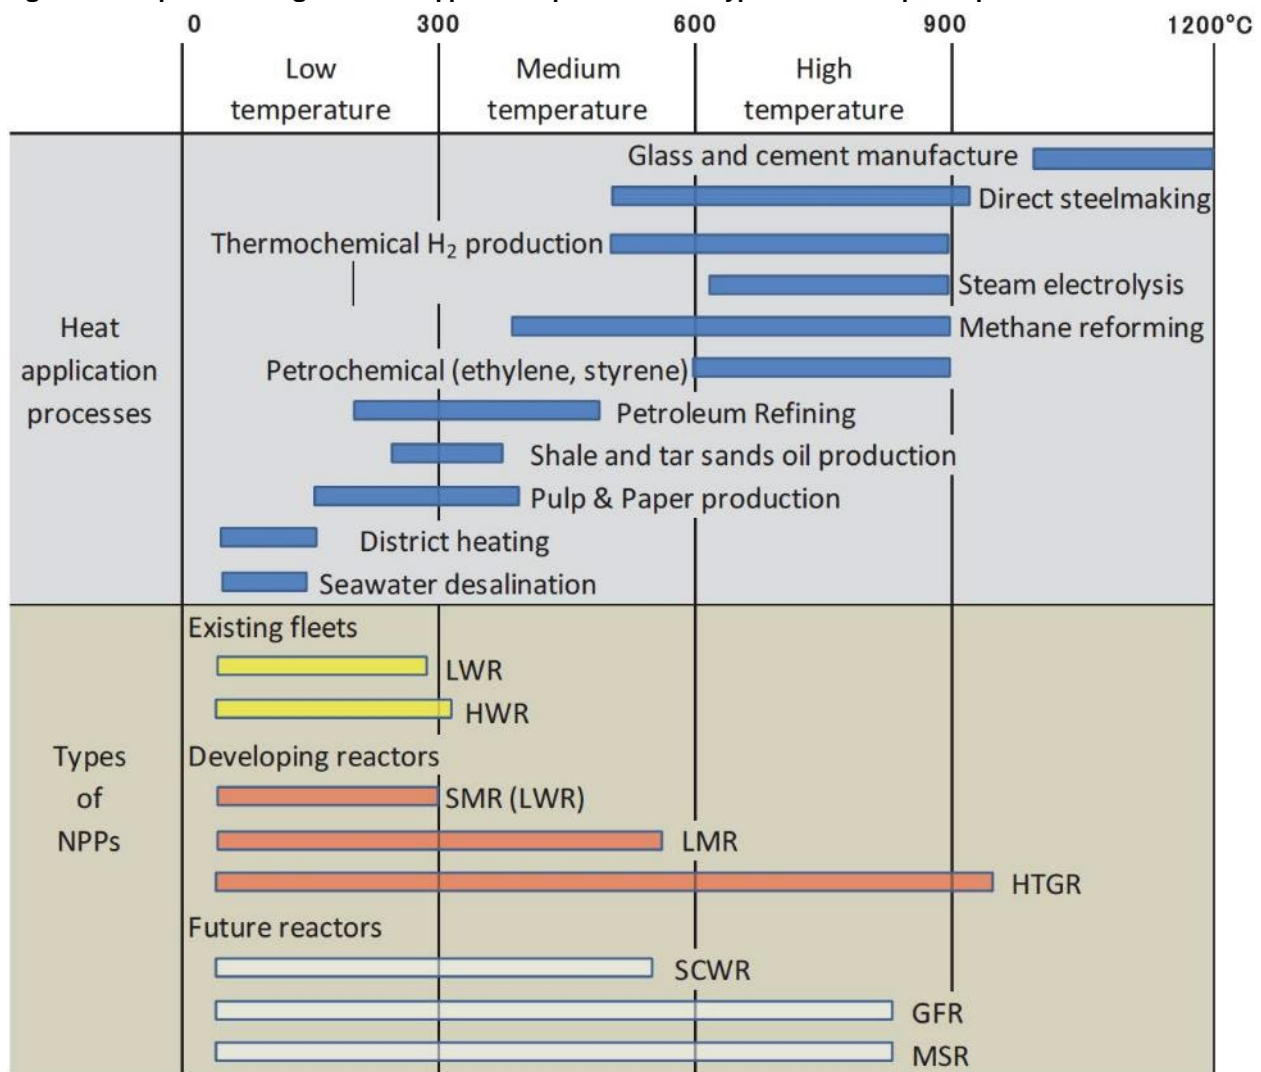 0 300 600 900 1200°C
Low temperature
Medium temperature
High temperature
Heat application processes
Glass and cement manufacture
Direct steelmaking
Thermochemical H₂ production
Steam electrolysis
Methane reforming
Petrochemical (ethylene, styrene)
Petroleum Refining
Shale and tar sands oil production
Pulp & Paper production
District heating
Seawater desalination
Types of NPPs
Existing fleets
LWR
HWR
Developing reactors
SMR (LWR)
LMR
HTGR
Future reactors
SCWR
GFR
MSR